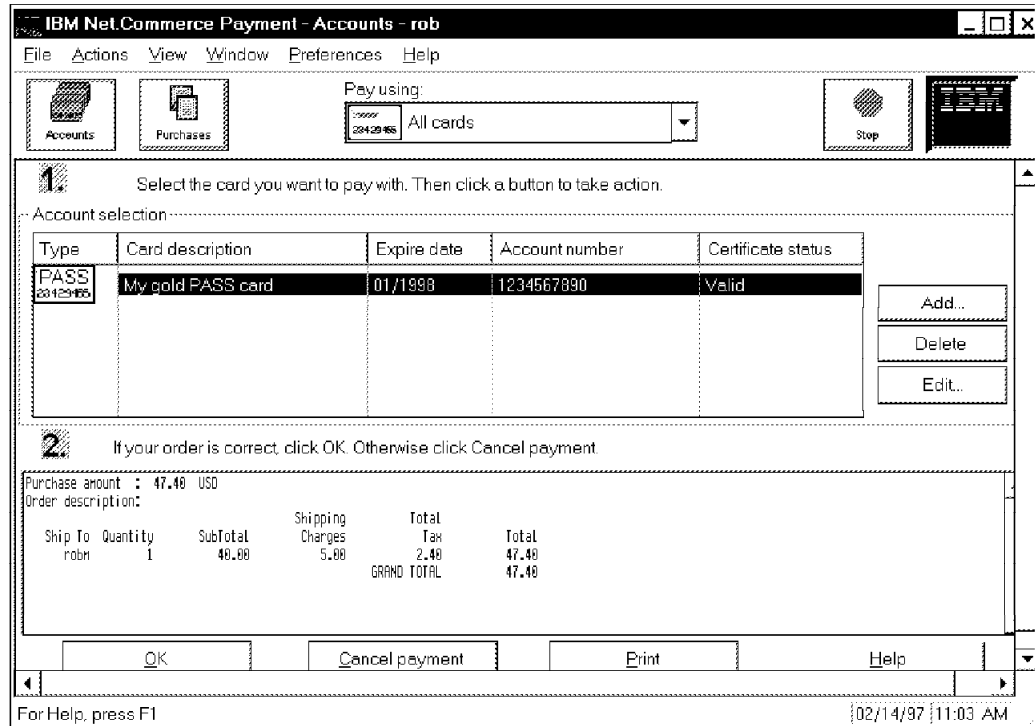 IBM Net.Commerce Payment - Accounts - rob
File Actions View Window Preferences Help
Pay using:
Accounts Purchases 23429466 All cards Stop IBM
1. Select the card you want to pay with. Then click a button to take action.
Account selection
Type Card description Expire date Account number Certificate status
PASS
23429466 My gold PASS card 01/1998 1234567890 Valid
Add...
Delete
Edit...
2. If your order is correct, click OK. Otherwise click Cancel payment.
Purchase amount : 47.40 USD
Order description:
Shipping Total
Ship To Quantity SubTotal Charges Tax Total
robm 1 40.00 5.00 2.40 47.40
GRAND TOTAL 47.40
OK Cancel payment Print Help
For Help, press F1 02/14/97 11:03 AM